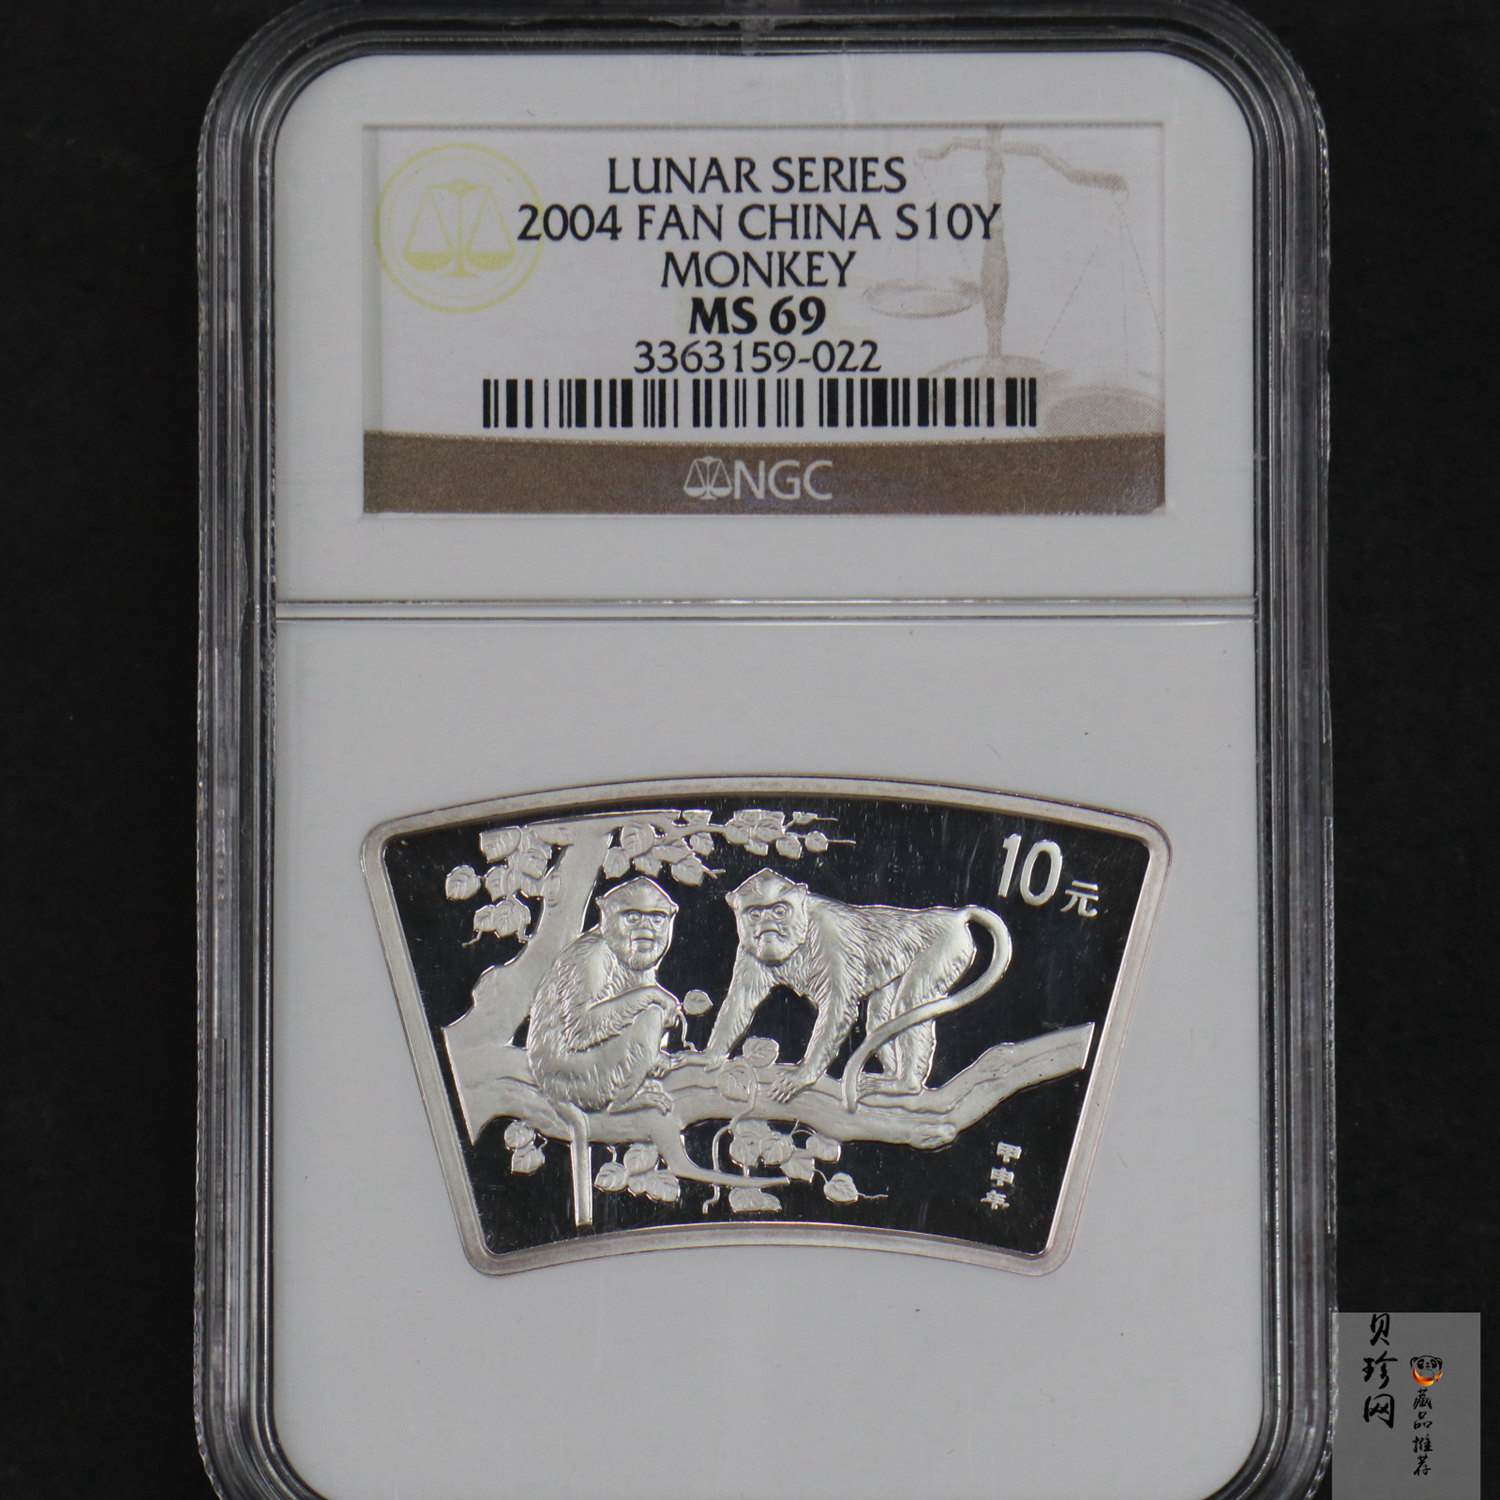 LUNAR SERIES
2004 FAN CHINA S10Y
MONKEY
MS 69
3363159-022
NGC
10元
甲申年
贝珍网
藏品推荐